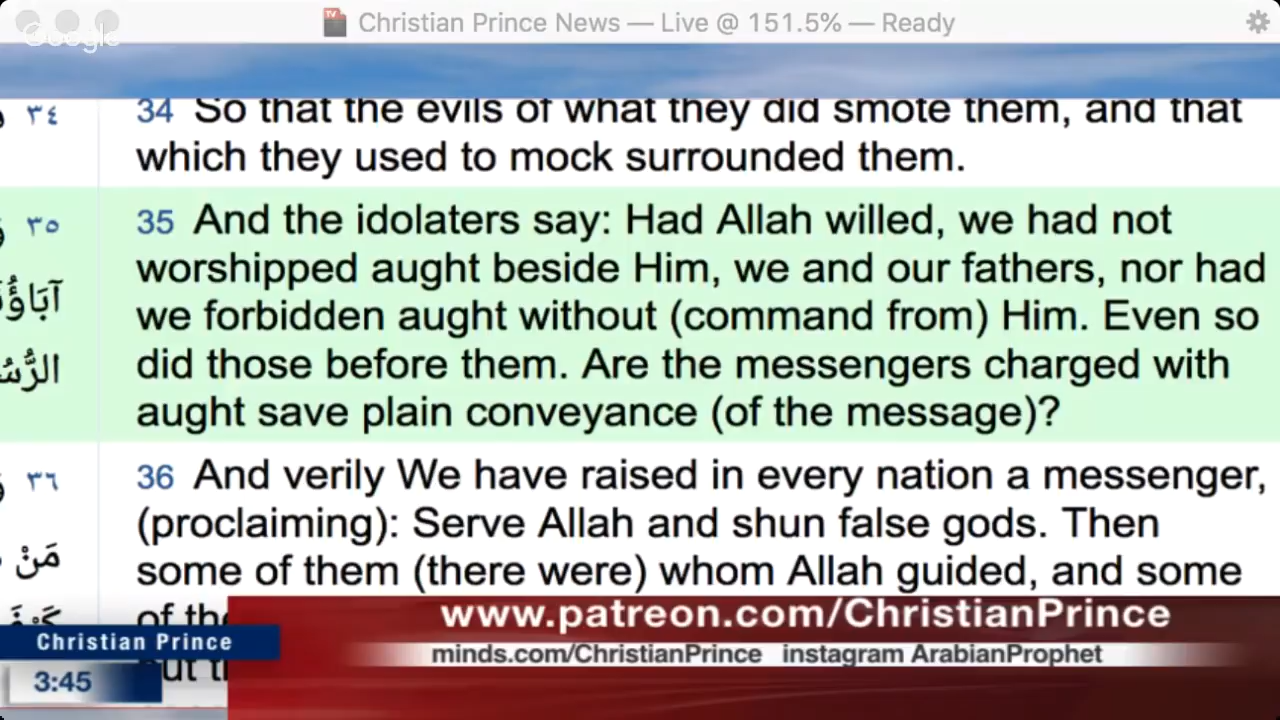 Christian Prince News — Live @ 151.5% — Ready
Google
٣٤ 34 So that the evils of what they did smote them, and that
which they used to mock surrounded them.
٣٥ 35 And the idolaters say: Had Allah willed, we had not
worshipped aught beside Him, we and our fathers, nor had
we forbidden aught without (command from) Him. Even so
did those before them. Are the messengers charged with
aught save plain conveyance (of the message)?
٣٦ 36 And verily We have raised in every nation a messenger,
(proclaiming): Serve Allah and shun false gods. Then
مَنْ some of them (there were) whom Allah guided, and some
of the
www.patreon.com/ChristianPrince
Christian Prince
minds.com/ChristianPrince instagram ArabianProphet
3:45